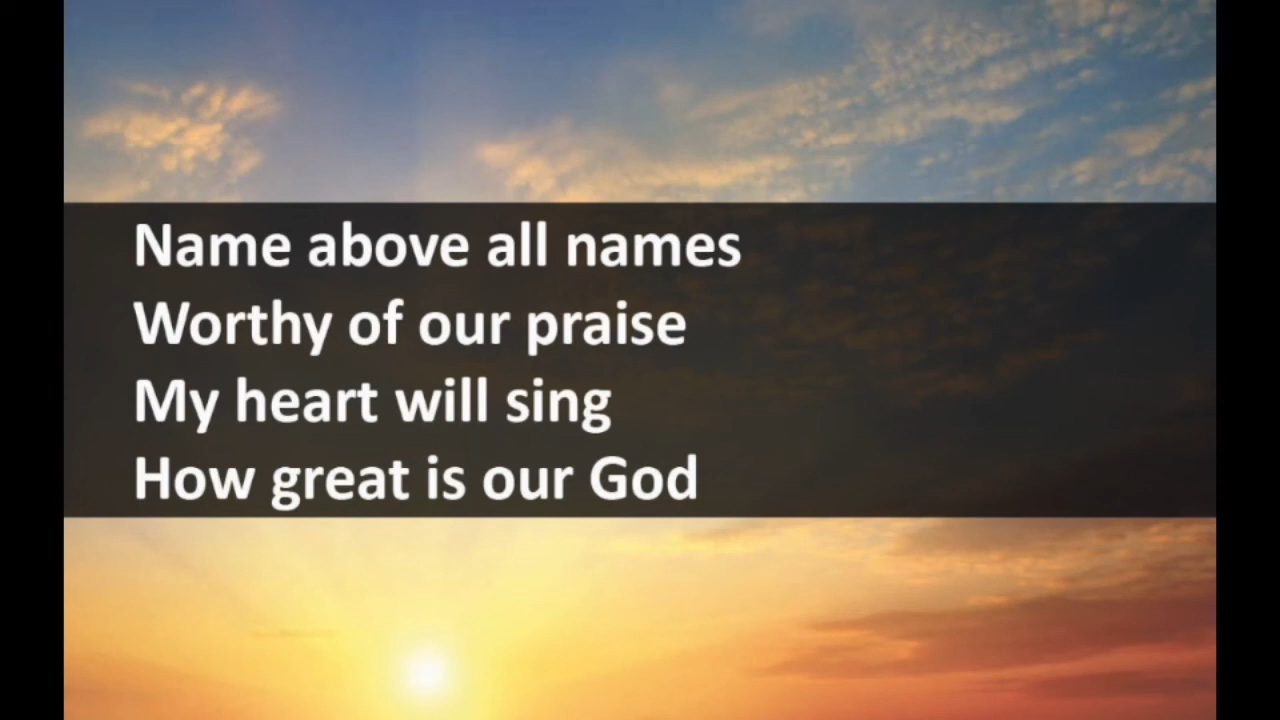 Name above all names
Worthy of our praise
My heart will sing
How great is our God